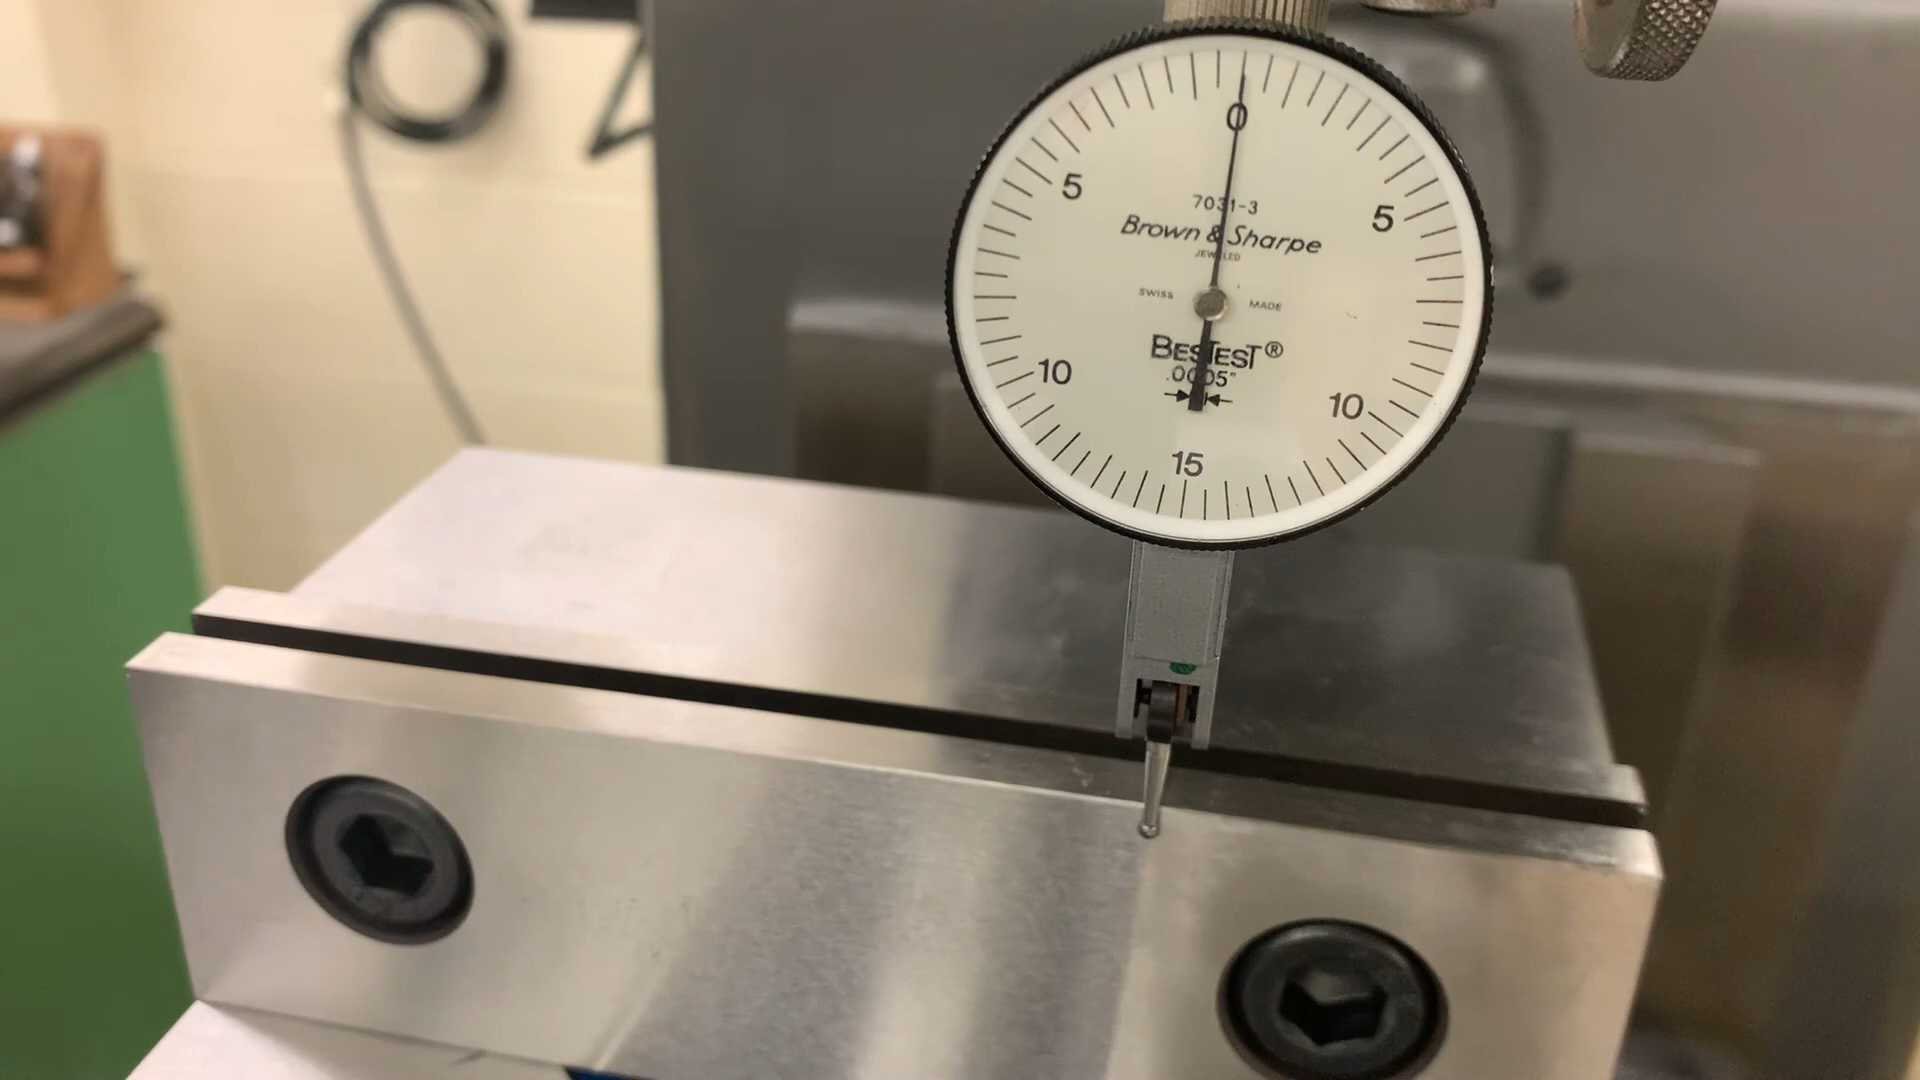 0
5
5
7031-3
Brown & Sharpe
JEWELED
SWISS MADE
10
BESTEST®
.0005"
10
15